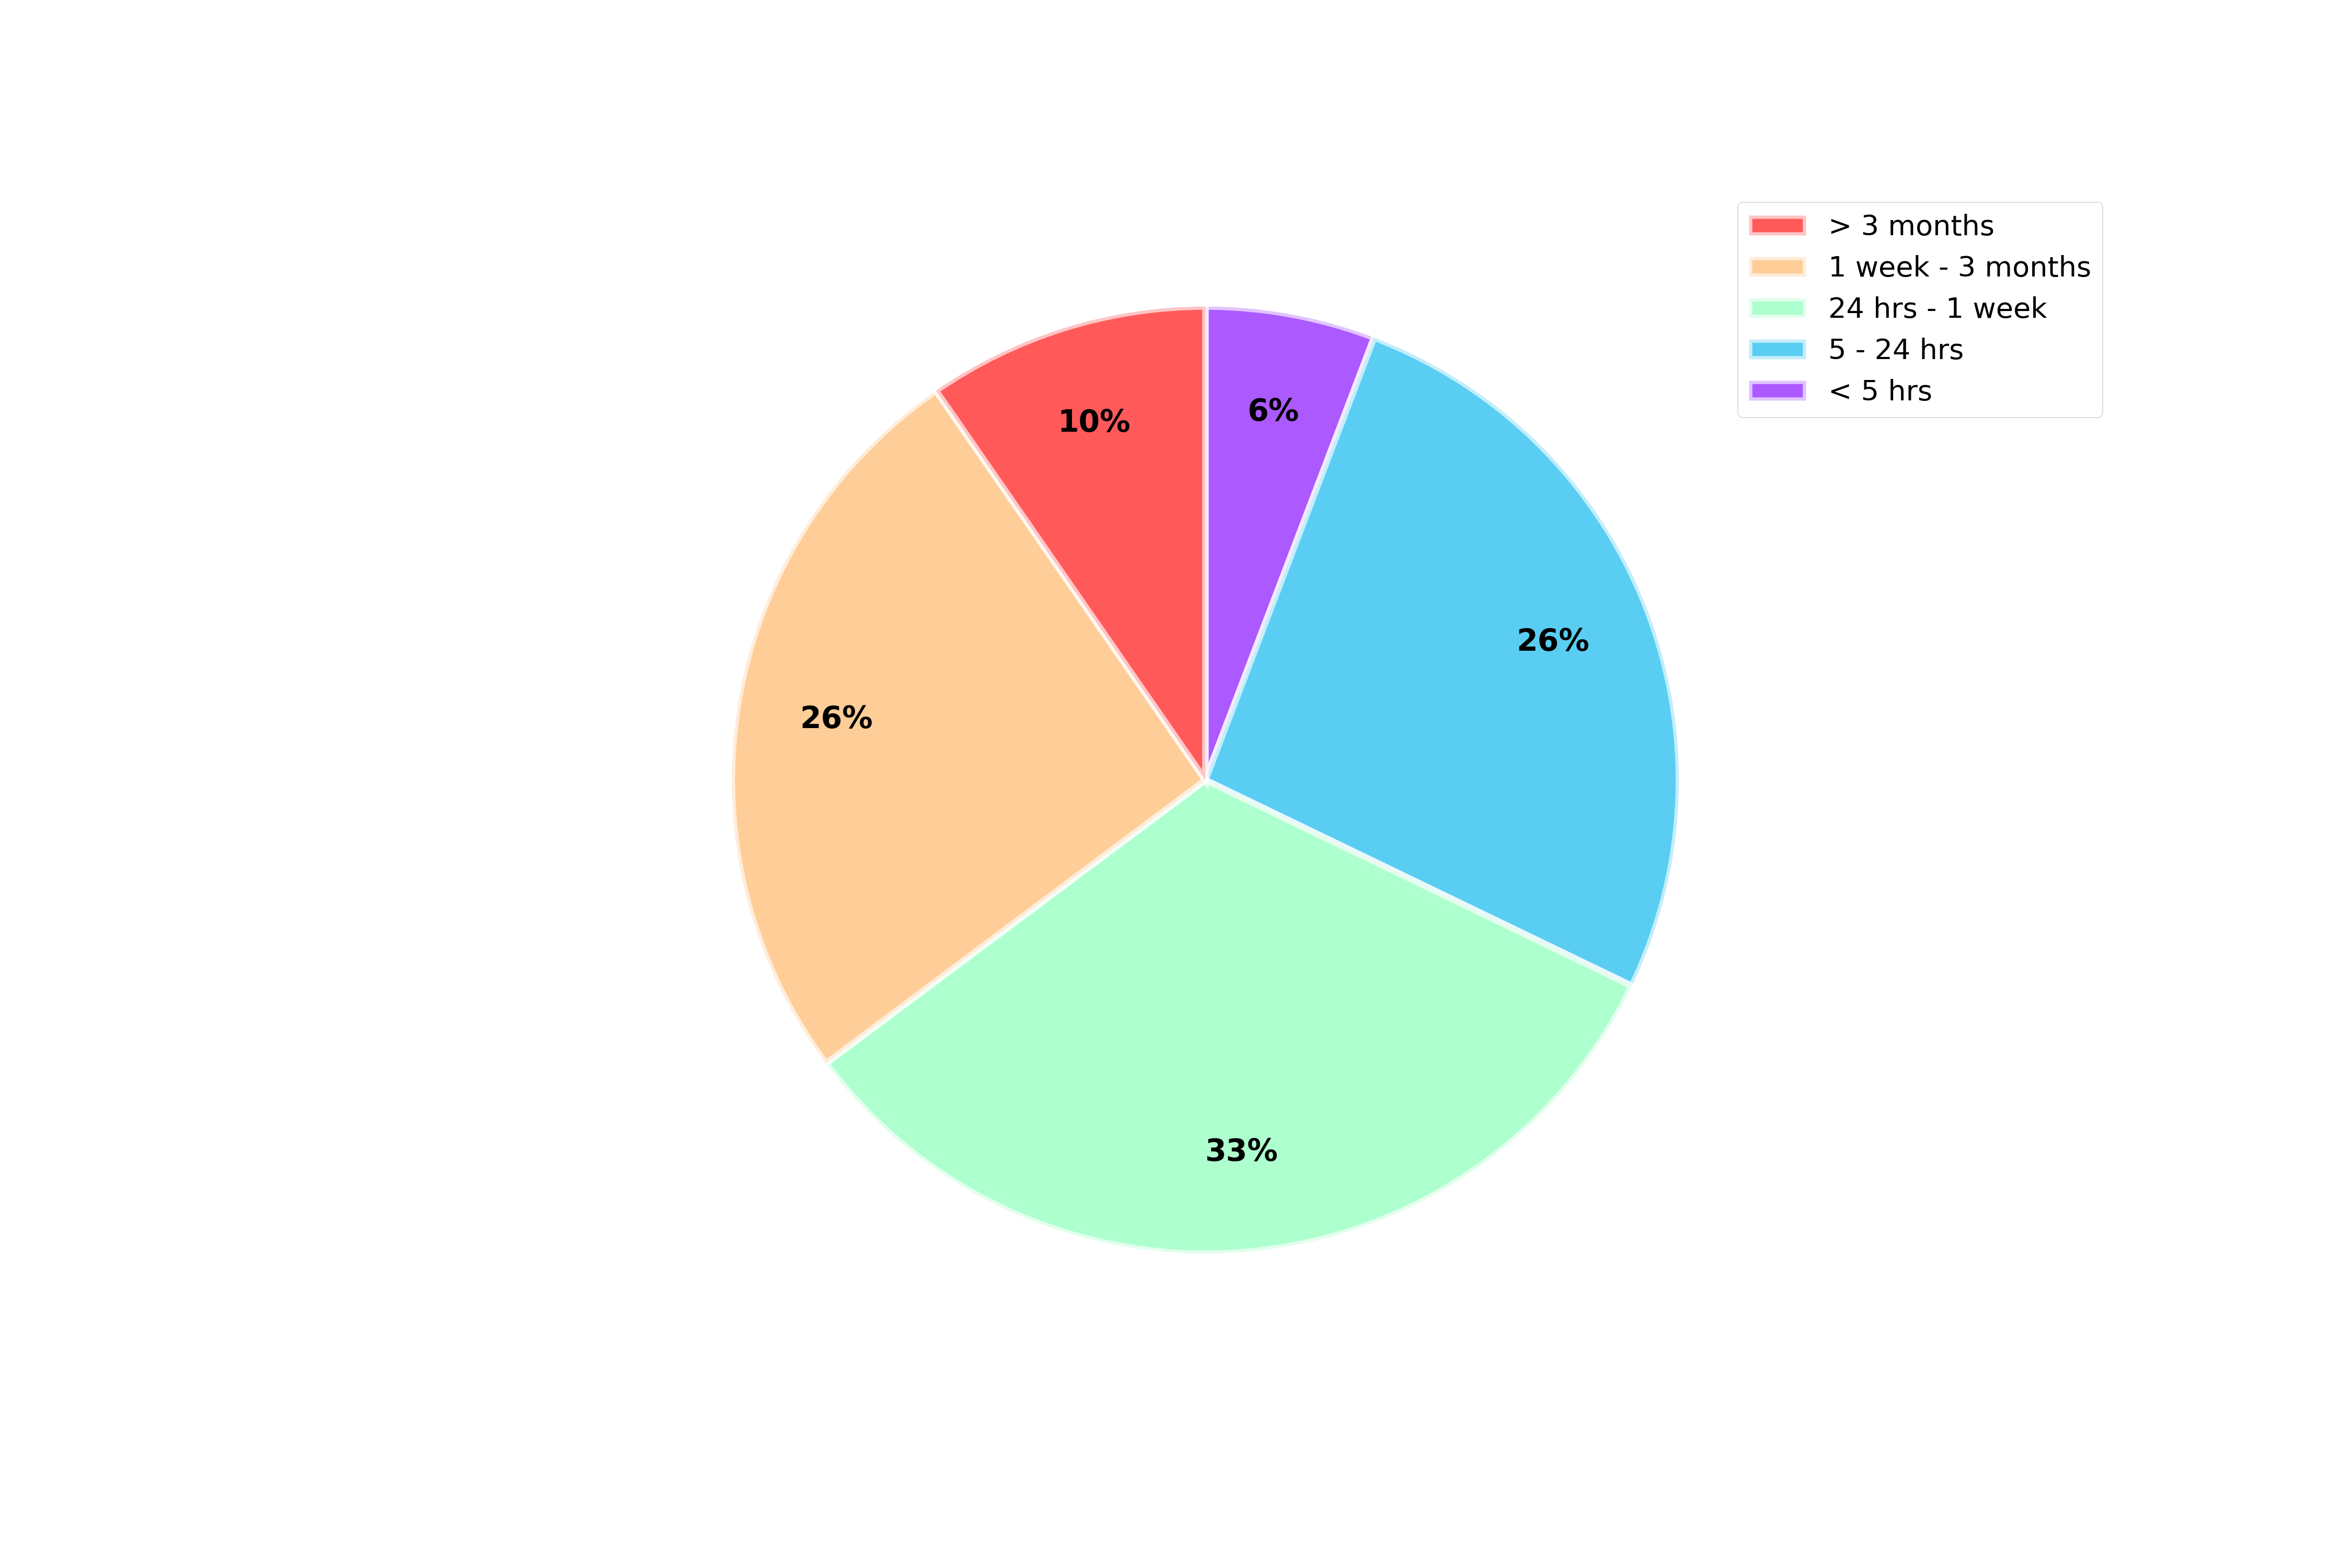 > 3 months
1 week - 3 months
24 hrs - 1 week
5 - 24 hrs
< 5 hrs
10%
6%
26%
26%
33%